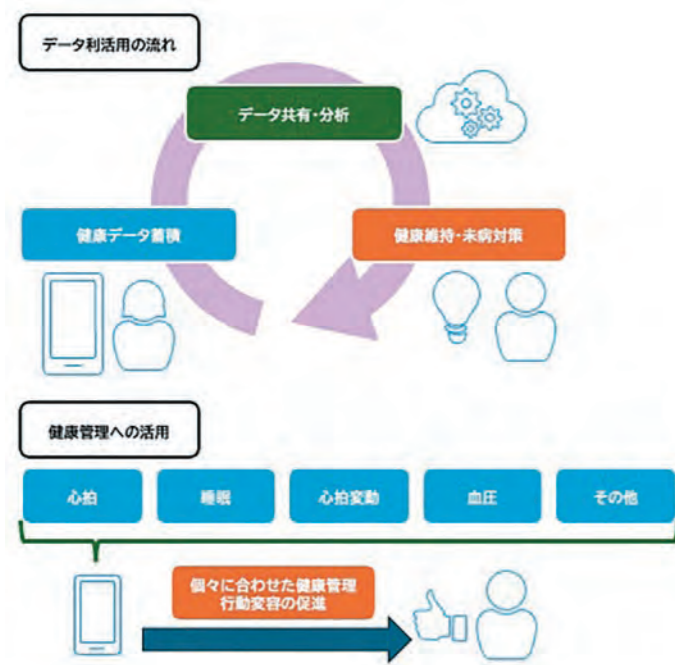 データ利活用の流れ
データ共有・分析
健康データ蓄積
健康維持・未病対策
健康管理への活用
心拍
睡眠
心拍変動
血圧
その他
個々に合わせた健康管理
行動変容の促進